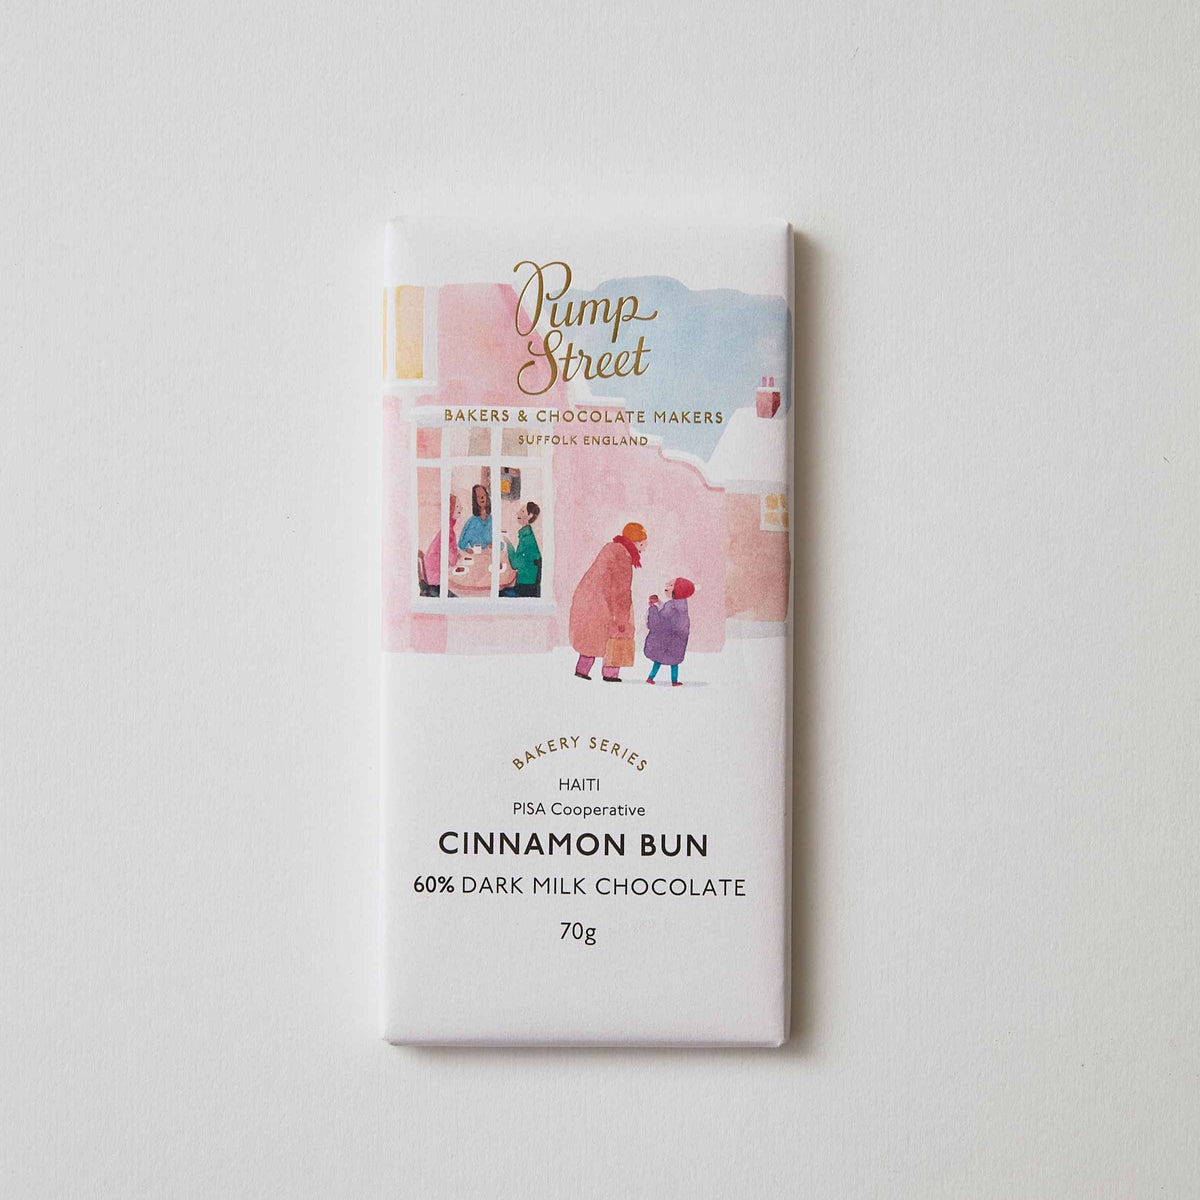 Pump
Street
BAKERS & CHOCOLATE MAKERS
SUFFOLK ENGLAND
BAKERY SERIES
HAITI
PISA Cooperative
CINNAMON BUN
60% DARK MILK CHOCOLATE
70g